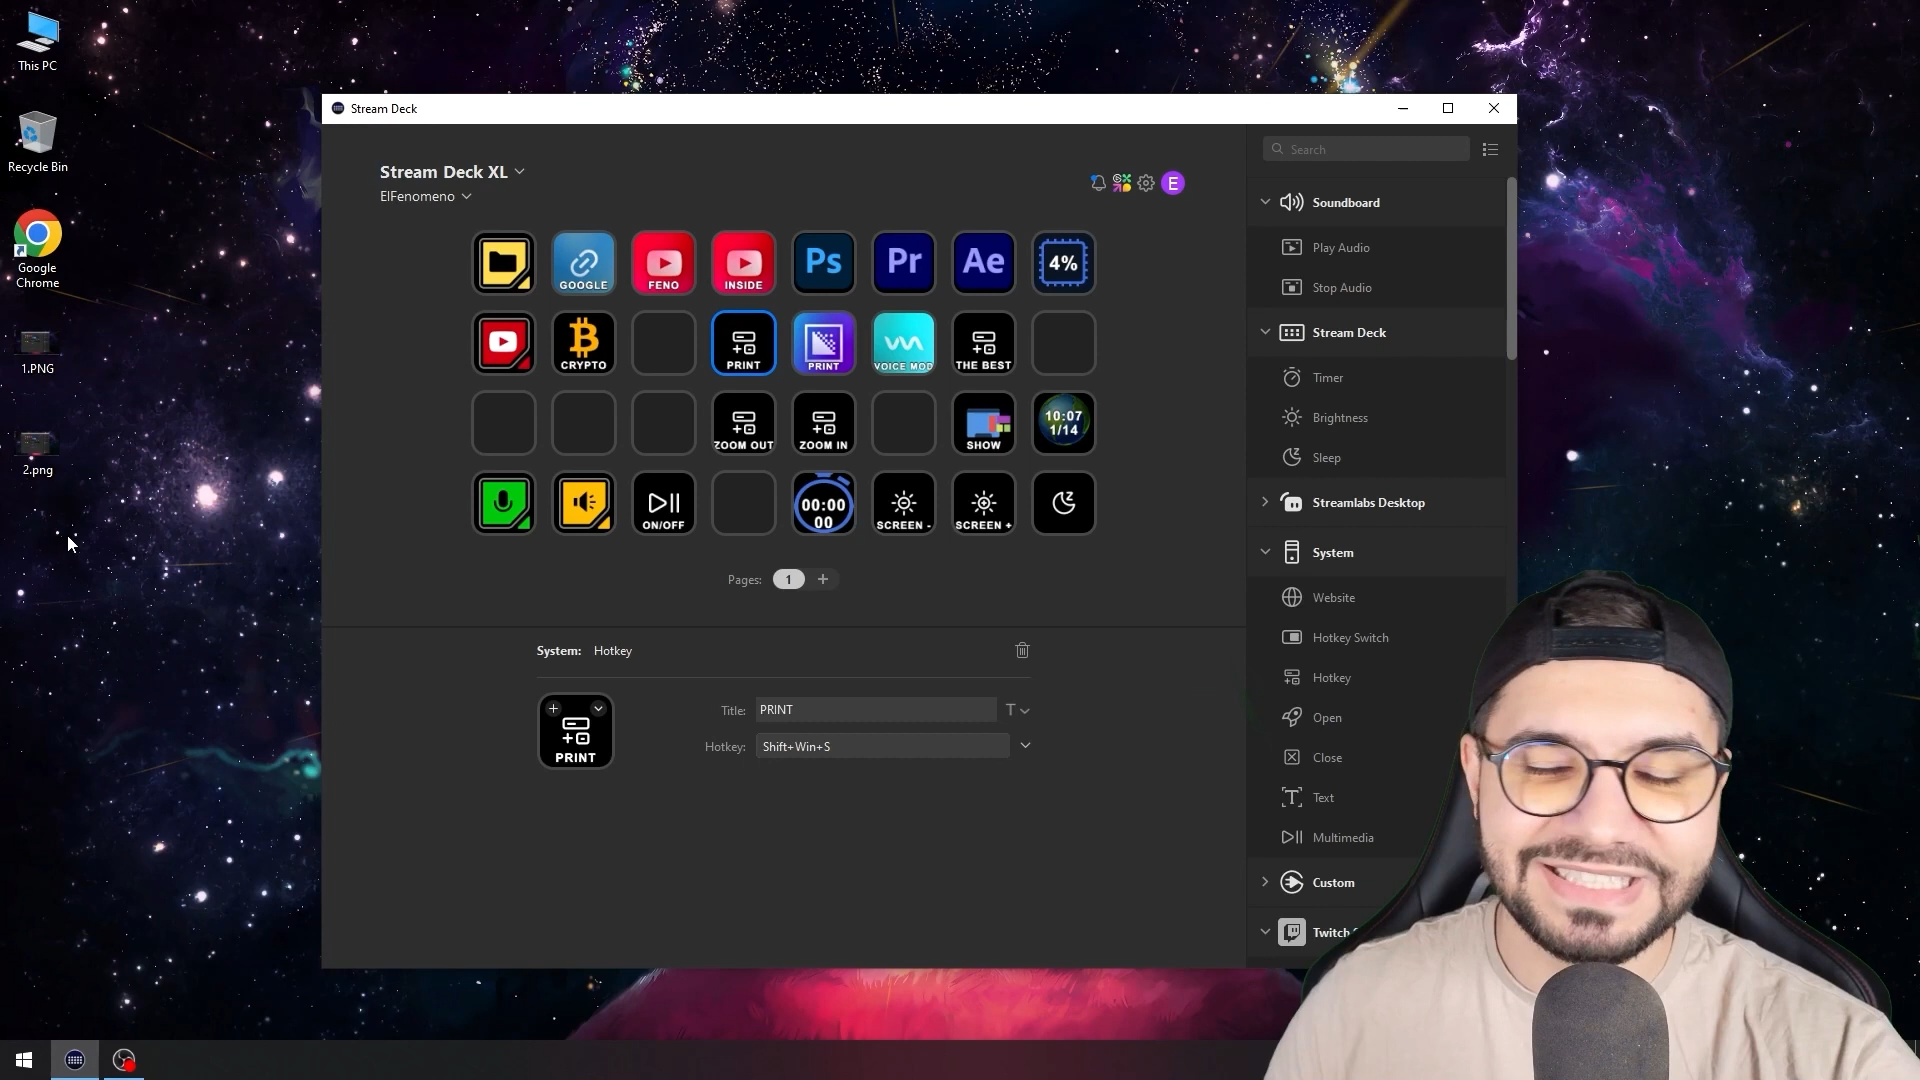 This PC
Recycle Bin
Google
Chrome
1.PNG
2.png
Stream Deck
Stream Deck XL
ElFenomeno
E
GOOGLE
FENO
INSIDE
Ps
Pr
Ae
4%
CRYPTO
PRINT
PRINT
VOICE MOD
THE BEST
ZOOM OUT
ZOOM IN
SHOW
10:07
1/14
ON/OFF
00:00
00
SCREEN -
SCREEN +
Pages:
1
+
System: Hotkey
PRINT
Title: PRINT
T
Hotkey: Shift+Win+S
Search
Soundboard
Play Audio
Stop Audio
Stream Deck
Timer
Brightness
Sleep
Streamlabs Desktop
System
Website
Hotkey Switch
Hotkey
Open
Close
Text
Multimedia
Custom
Twitch